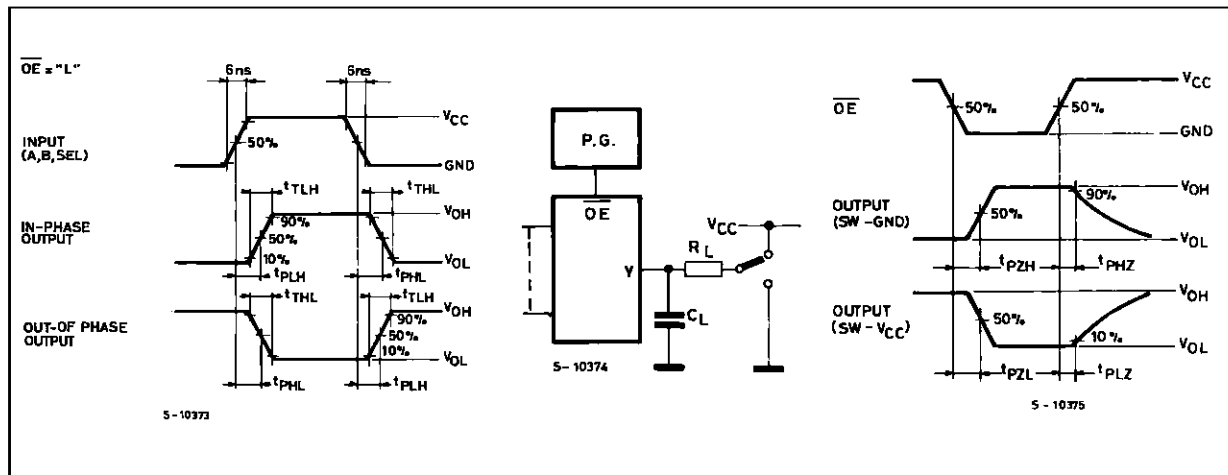 OE = "L"
6ns 6ns
VCC
INPUT
(A,B,SEL)
50%
GND
tTLH tTHL
VOH
IN-PHASE
OUTPUT
90%
50%
10%
VOL
tPLH tPHL
tTHL tTLH
VOH
OUT-OF PHASE
OUTPUT
90%
50%
10%
VOL
tPHL tPLH
S-10373
P.G.
OE
Y
VCC
RL
CL
S-10374
OE
VCC
50% 50%
GND
OUTPUT
(SW-GND)
VOH
90%
50%
VOL
tPZH tPHZ
OUTPUT
(SW-VCC)
VOH
50%
10%
VOL
tPZL tPLZ
S-10375